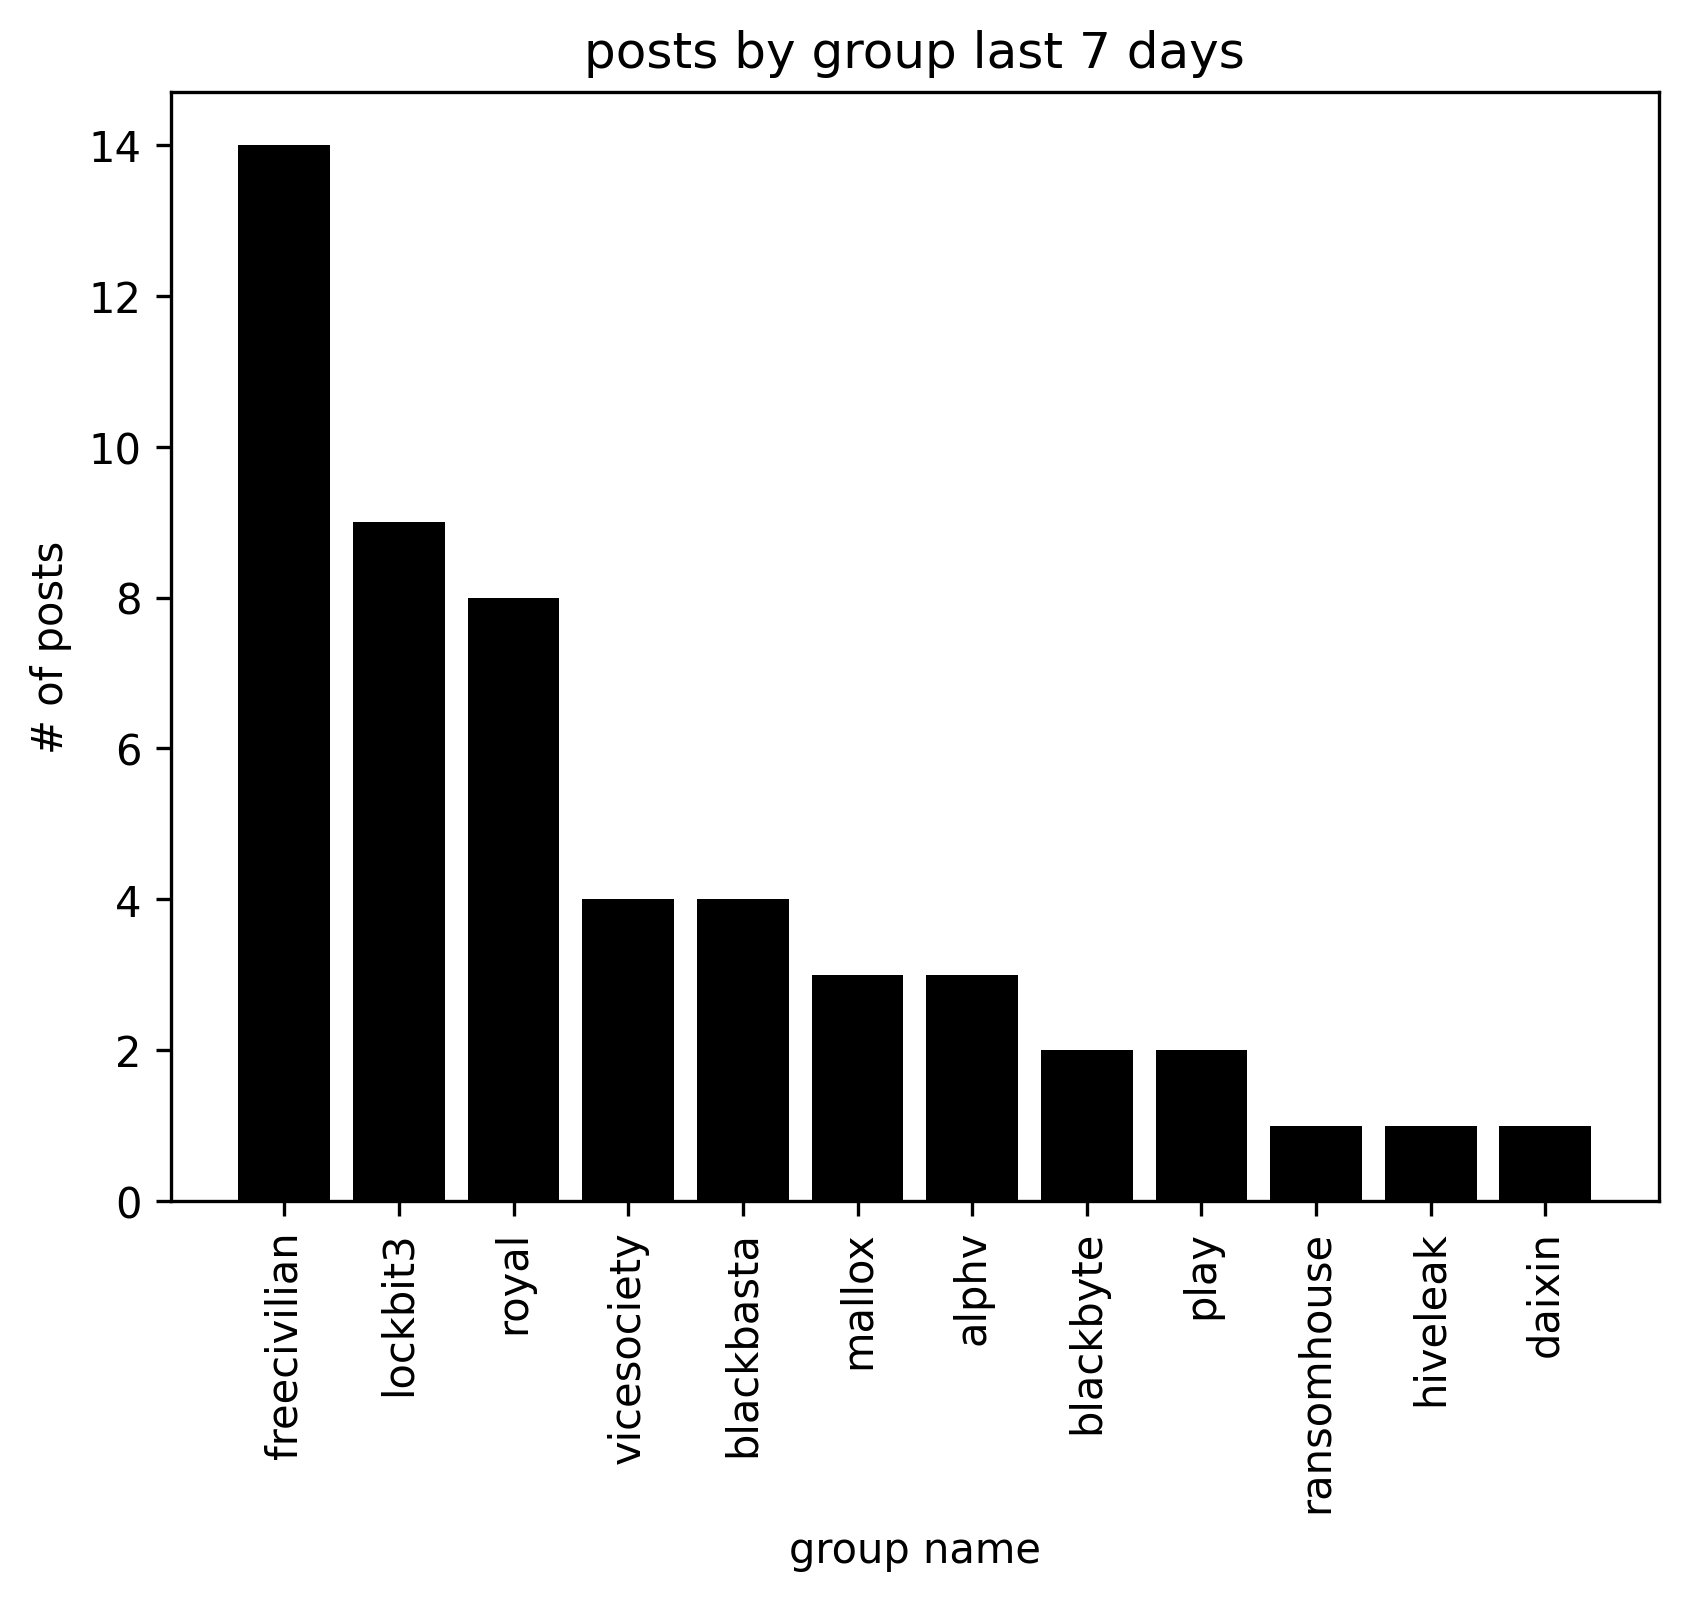 posts by group last 7 days
14
12
10
8
6
4
2
0
# of posts
freecivilian
lockbit3
royal
vicesociety
blackbasta
mallox
alphv
blackbyte
play
ransomhouse
hiveleak
daixin
group name